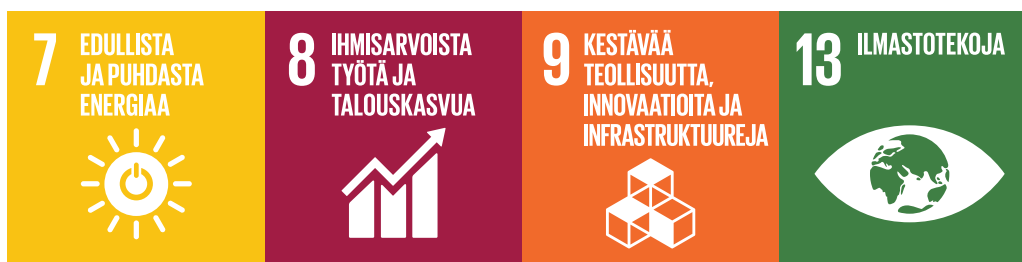 7 EDULLISTA
JA PUHDASTA
ENERGIAA
8 IHMISARVOISTA
TYÖTÄ JA
TALOUSKASVUA
9 KESTÄVÄÄ
TEOLLISUUTTA,
INNOVAATIOITA JA
INFRASTRUKTUUREJA
13 ILMASTOTEKOJA